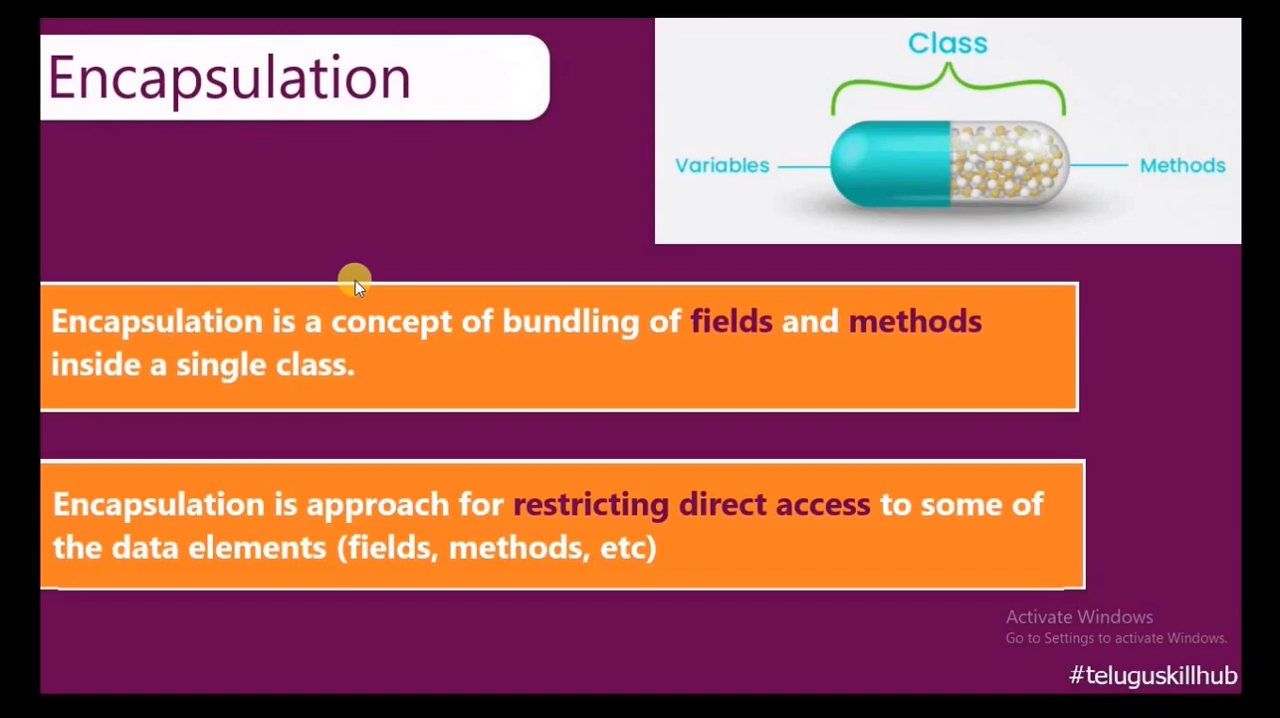 Encapsulation
Class
Variables
Methods
Encapsulation is a concept of bundling of fields and methods
inside a single class.
Encapsulation is approach for restricting direct access to some of
the data elements (fields, methods, etc)
Activate Windows
Go to Settings to activate Windows.
#teluguskillhub